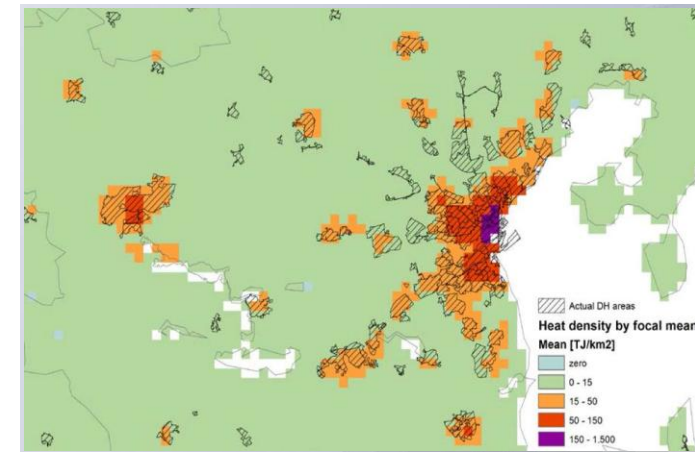 Actual DH areas
Heat density by focal mean
Mean [TJ/km2]
zero
0 - 15
15 - 50
50 - 150
150 - 1.500